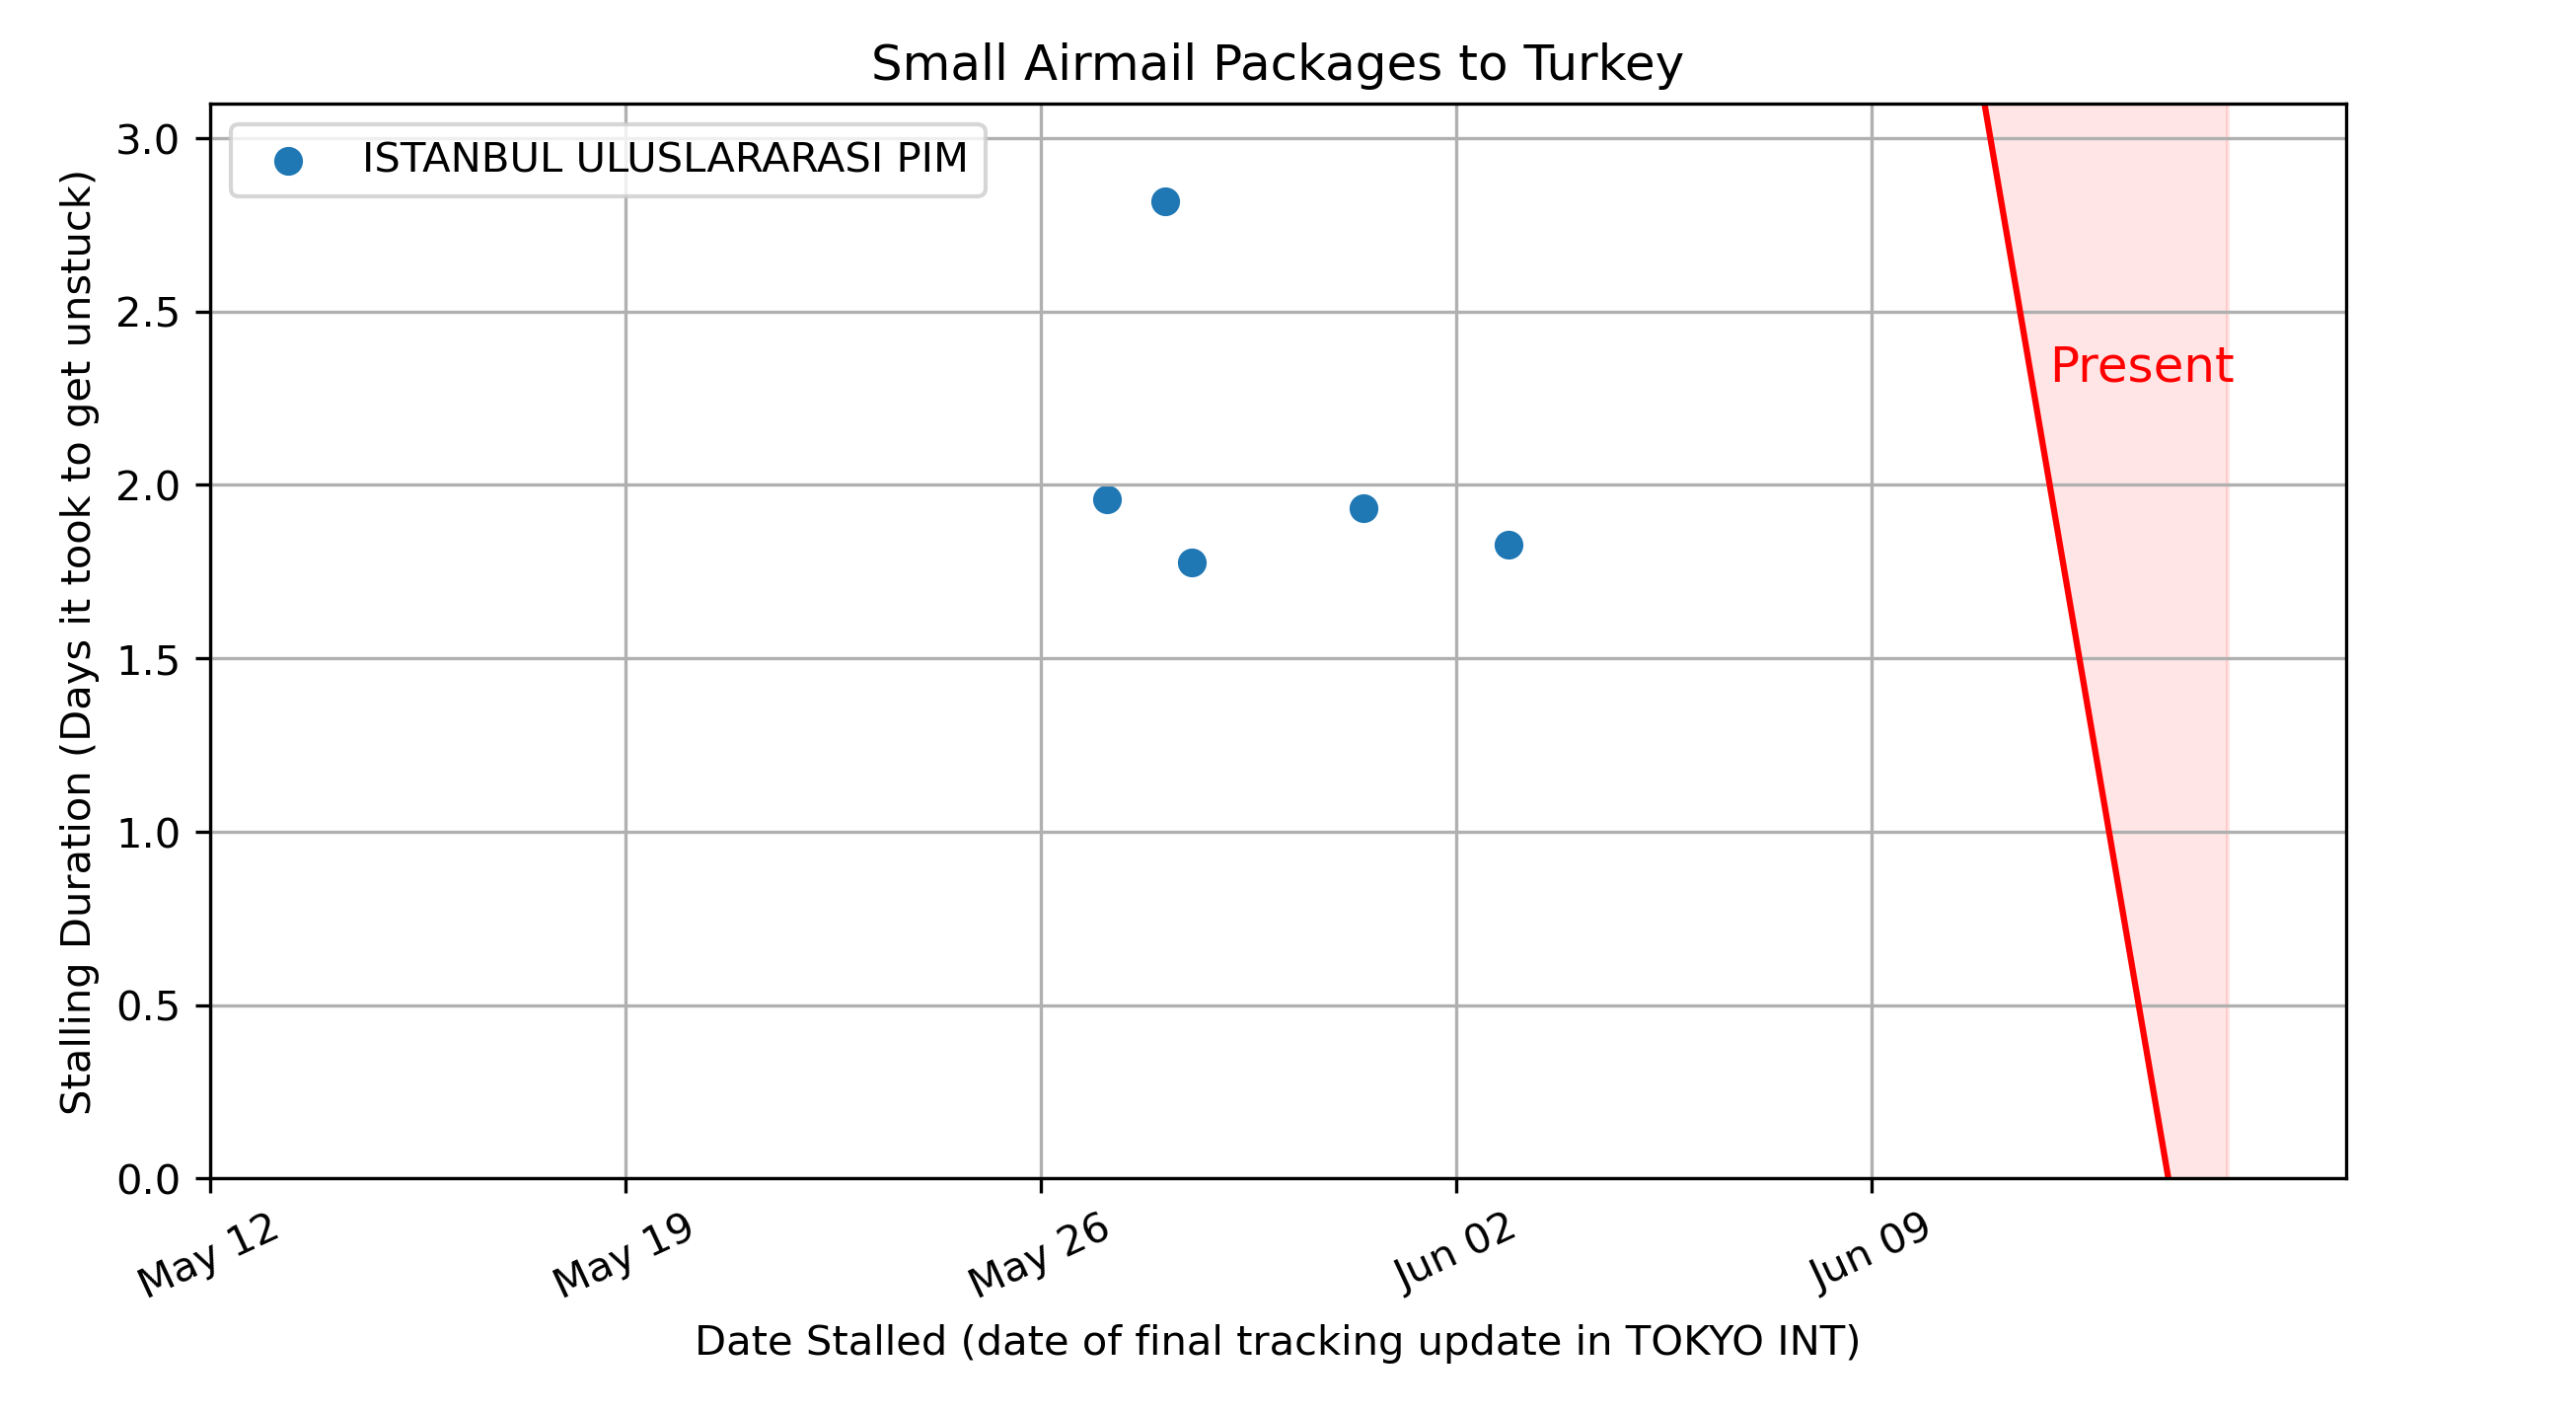 Small Airmail Packages to Turkey
ISTANBUL ULUSLARARASI PIM
Present
Stalling Duration (Days it took to get unstuck)
3.0
2.5
2.0
1.5
1.0
0.5
0.0
May 12
May 19
May 26
Jun 02
Jun 09
Date Stalled (date of final tracking update in TOKYO INT)